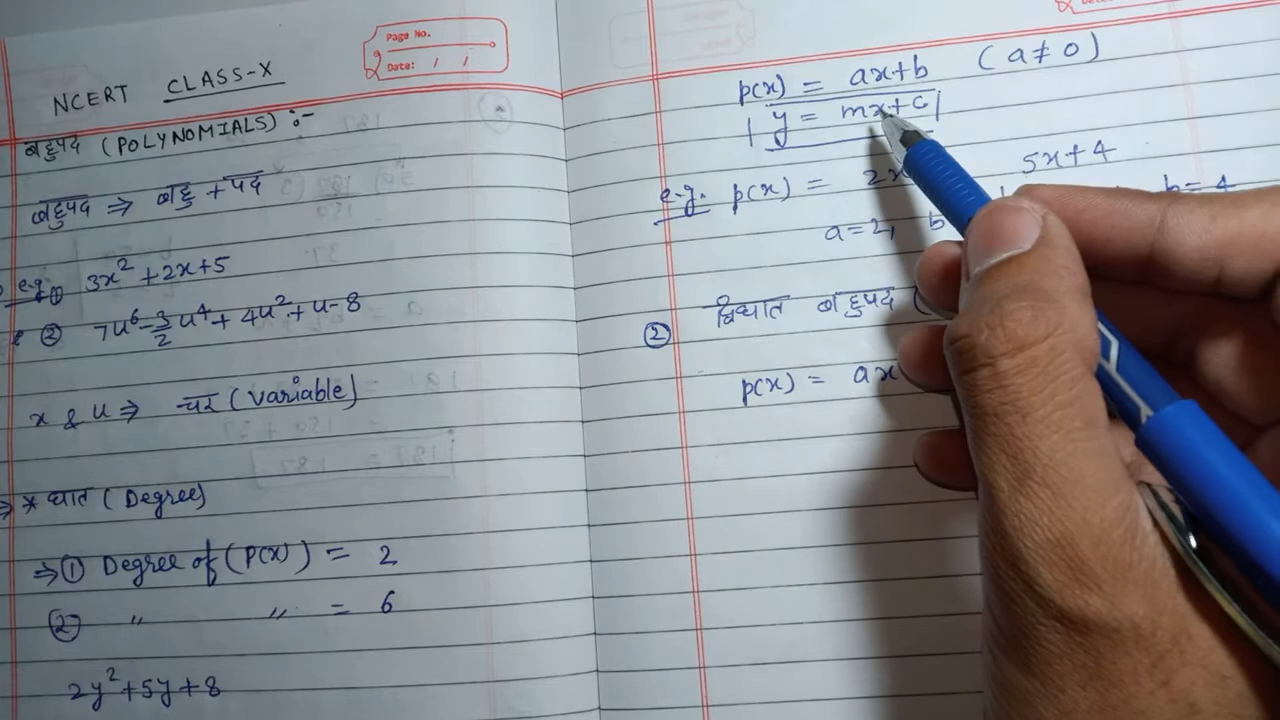 Page No.
Date: / /
NCERT CLASS-X
बहुपद (POLYNOMIALS) :-
बहुपद ⇒ बहु + पद
e.g. ① 3x² + 2x + 5
② 7u⁶ - 3/2 u⁴ + 4u² + u - 8
x & u ⇒ चर (Variable)
⇒ * घात (Degree)
⇒ ① Degree of (P(x)) = 2
② " " = 6
2y² + 5y + 8
p(x) = ax + b (a ≠ 0)
y = mx + c
e.g. p(x) = 2x 5x + 4
a = 2, b b = 4
② द्विघात बहुपद (
p(x) = ax